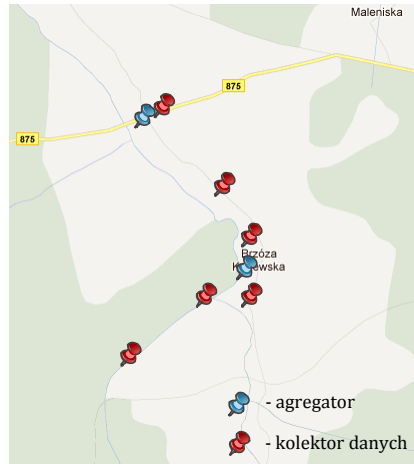 Maleniska
875
875
Brzóza
- agregator
- kolektor danych